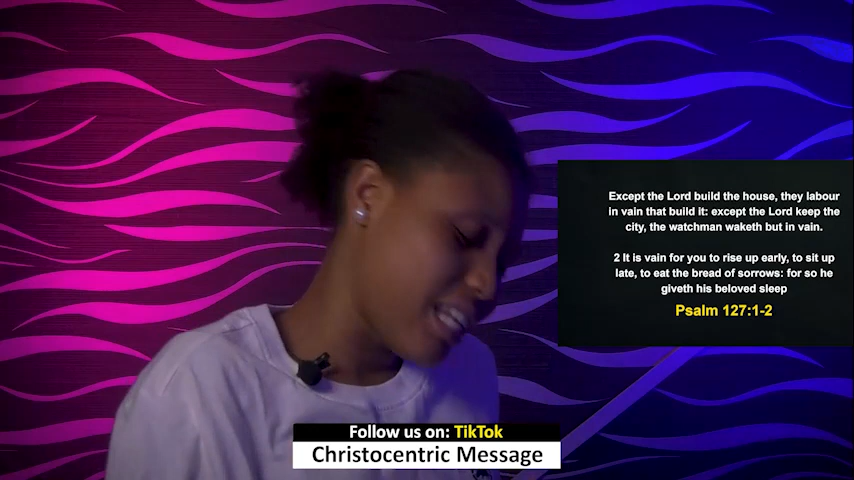 Except the Lord build the house, they labour
in vain that build it: except the Lord keep the
city, the watchman waketh but in vain.
2 It is vain for you to rise up early, to sit up
late, to eat the bread of sorrows: for so he
giveth his beloved sleep
Psalm 127:1-2
Follow us on: TikTok
Christocentric Message